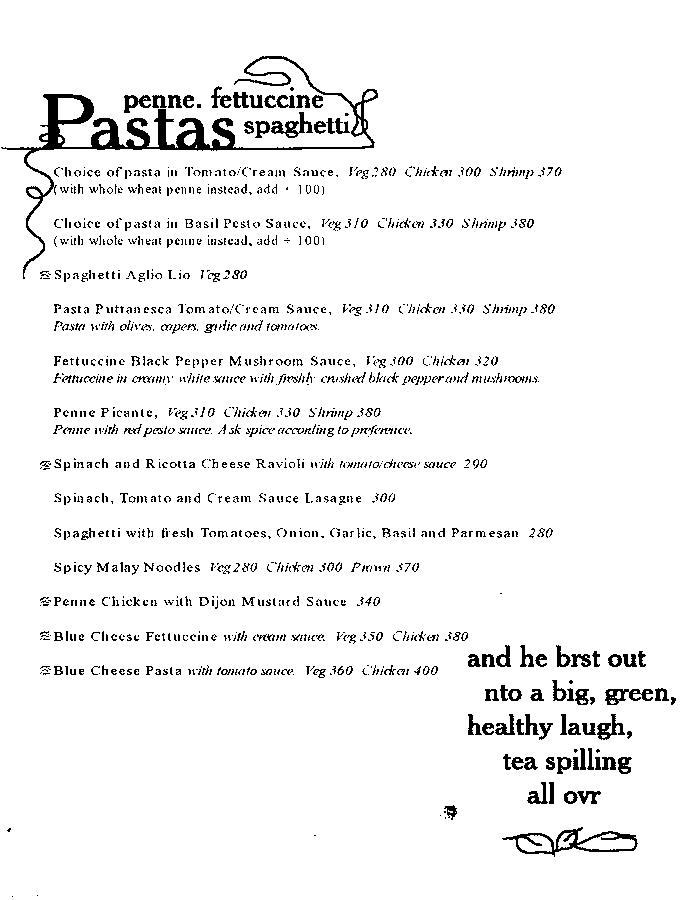 penne. fettuccine
Pastas spaghetti
Choice of pasta in Tomato/Cream Sauce, Veg 280 Chicken 300 Shrimp 370
(with whole wheat penne instead, add + 100)
Choice of pasta in Basil Pesto Sauce, Veg 310 Chicken 330 Shrimp 380
(with whole wheat penne instead, add + 100)
Spaghetti Aglio Lio Veg 280
Pasta Puttanesca Tomato/Cream Sauce, Veg 310 Chicken 330 Shrimp 380
Pasta with olives, capers, garlic and tomatoes.
Fettuccine Black Pepper Mushroom Sauce, Veg 300 Chicken 320
Fettuccine in creamy white sauce with freshly crushed black pepper and mushrooms.
Penne Picante, Veg 310 Chicken 330 Shrimp 380
Penne with red pesto sauce. Ask spice according to preference.
Spinach and Ricotta Cheese Ravioli with tomato/cheese sauce 290
Spinach, Tomato and Cream Sauce Lasagne 300
Spaghetti with fresh Tomatoes, Onion, Garlic, Basil and Parmesan 280
Spicy Malay Noodles Veg 280 Chicken 300 Prawn 370
Penne Chicken with Dijon Mustard Sauce 340
Blue Cheese Fettuccine with cream sauce. Veg 350 Chicken 380
Blue Cheese Pasta with tomato sauce. Veg 360 Chicken 400
and he brst out
nto a big, green,
healthy laugh,
tea spilling
all ovr